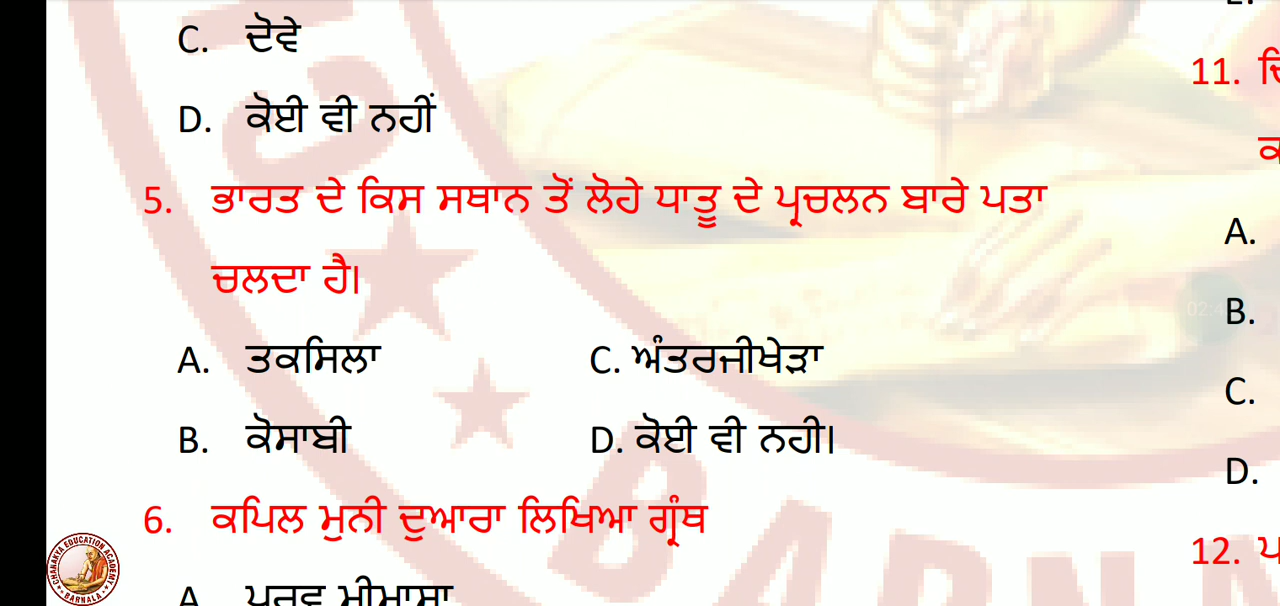 C. ਦੋਵੇ
D. ਕੋਈ ਵੀ ਨਹੀਂ
5. ਭਾਰਤ ਦੇ ਕਿਸ ਸਥਾਨ ਤੋਂ ਲੋਹੇ ਧਾਤੂ ਦੇ ਪ੍ਰਚਲਨ ਬਾਰੇ ਪਤਾ
ਚਲਦਾ ਹੈ।
A. ਤਕਸਿਲਾ C. ਅੰਤਰਜੀਖੇੜਾ
B. ਕੋਸਾਬੀ D. ਕੋਈ ਵੀ ਨਹੀ।
6. ਕਪਿਲ ਮੁਨੀ ਦੁਆਰਾ ਲਿਖਿਆ ਗ੍ਰੰਥ
A ਪੂਰਵ ਮੀਮਾਸਾ
11.
A.
B.
C.
D.
12.
CHANAKYA EDUCATION ACADEMY
BARNALA